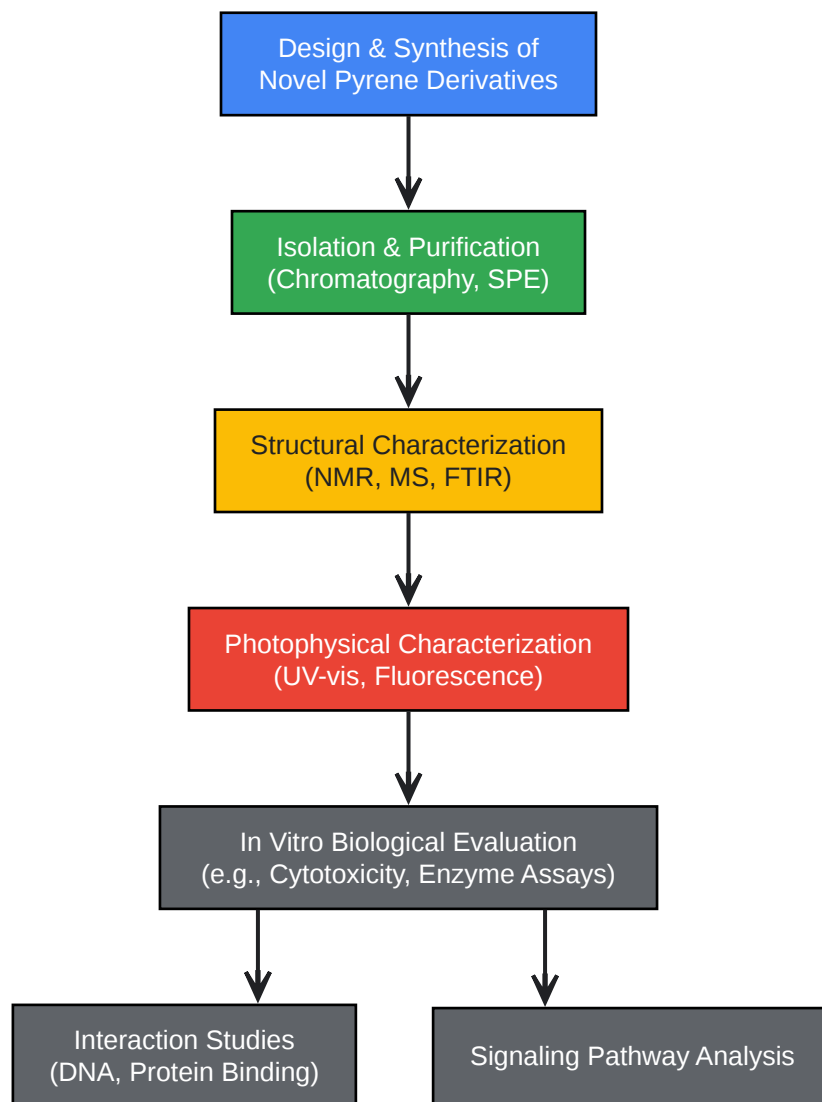 Design & Synthesis of
Novel Pyrene Derivatives
Isolation & Purification
(Chromatography, SPE)
Structural Characterization
(NMR, MS, FTIR)
Photophysical Characterization
(UV-vis, Fluorescence)
In Vitro Biological Evaluation
(e.g., Cytotoxicity, Enzyme Assays)
Interaction Studies
(DNA, Protein Binding)
Signaling Pathway Analysis